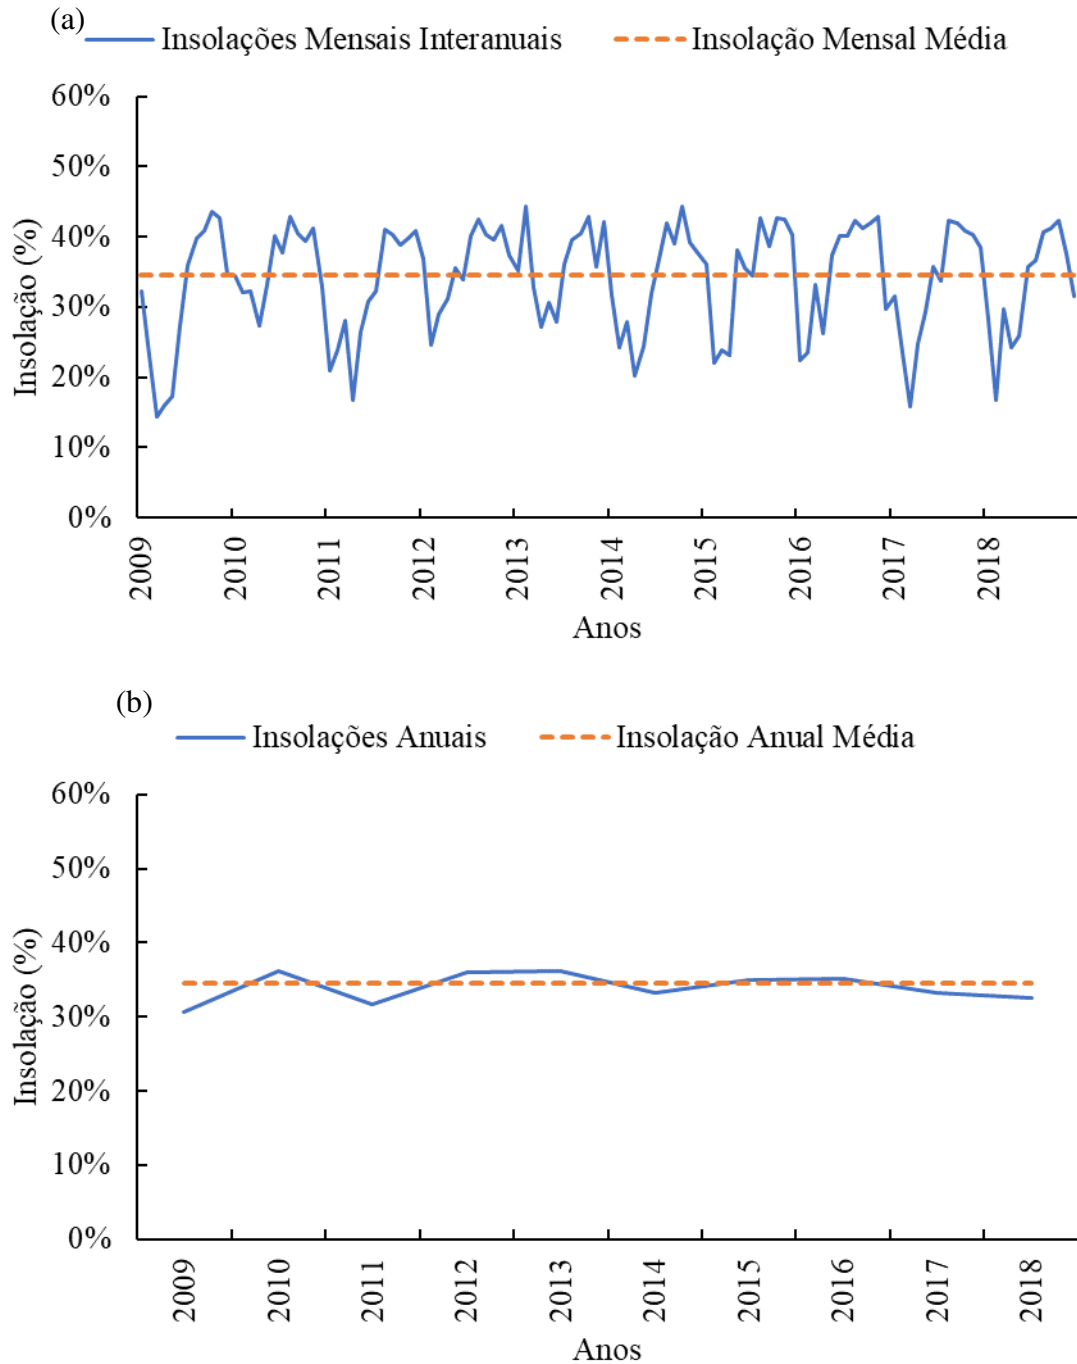 (a)
Insolações Mensais Interanuais Insolação Mensal Média
60%
50%
40%
30%
20%
10%
0%
Insolação (%)
2009 2010 2011 2012 2013 2014 2015 2016 2017 2018
Anos
(b)
Insolações Anuais Insolação Anual Média
60%
50%
40%
30%
20%
10%
0%
Insolação (%)
2009 2010 2011 2012 2013 2014 2015 2016 2017 2018
Anos